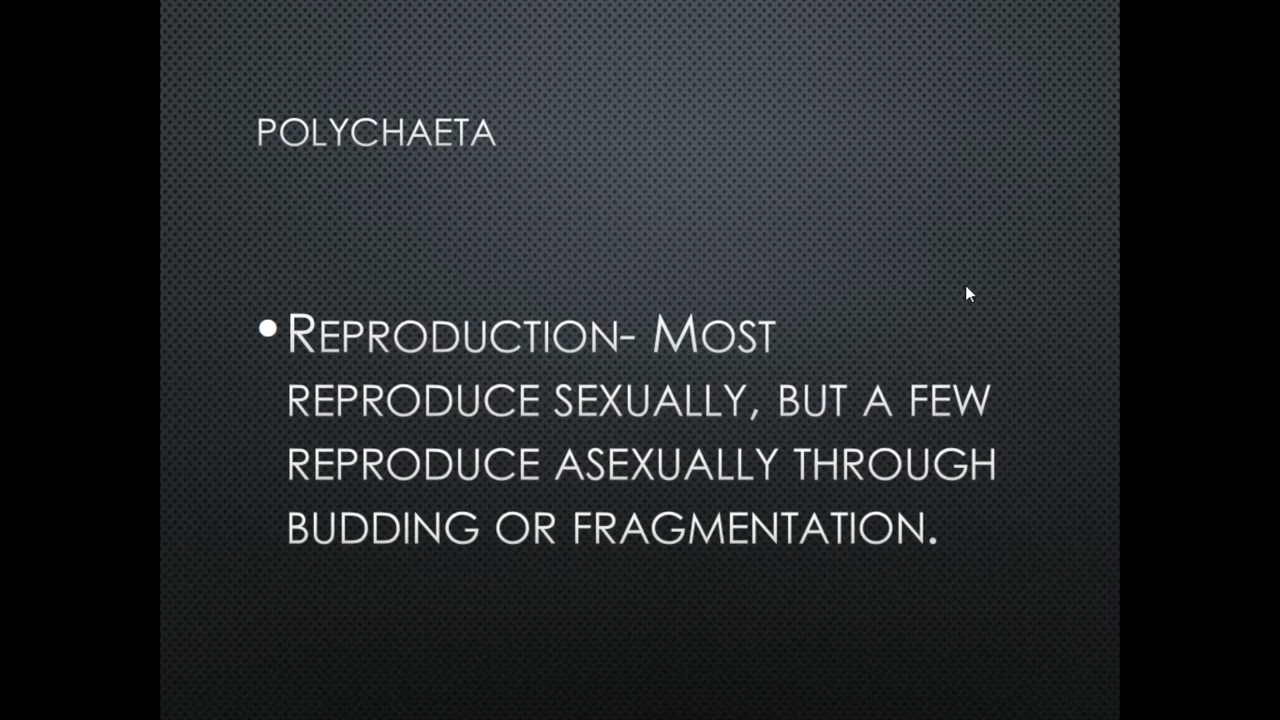 POLYCHAETA
• REPRODUCTION- MOST
REPRODUCE SEXUALLY, BUT A FEW
REPRODUCE ASEXUALLY THROUGH
BUDDING OR FRAGMENTATION.